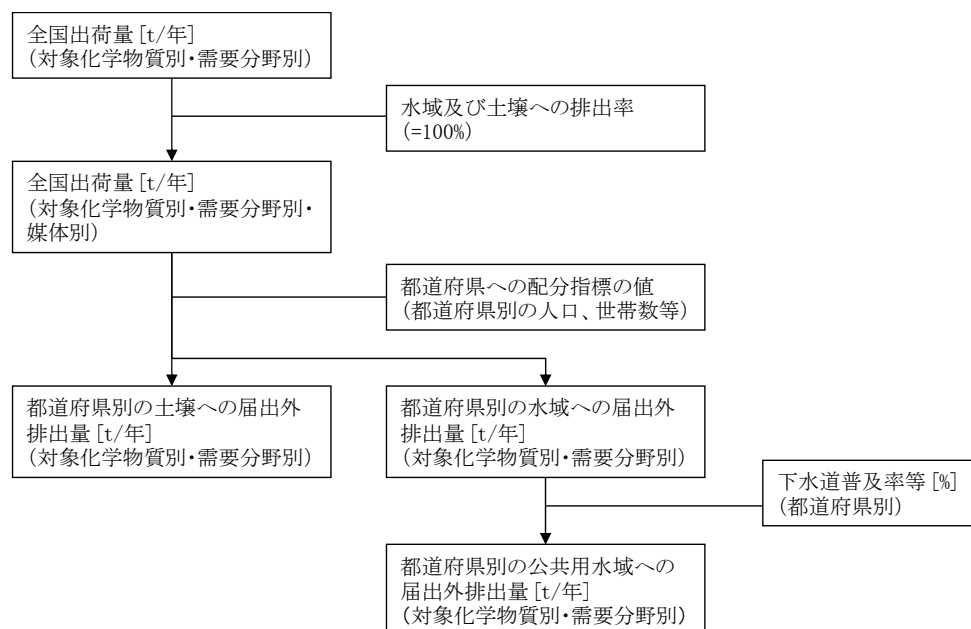 全国出荷量[t/年]
(対象化学物質別・需要分野別)
水域及び土壌への排出率
(=100%)
全国出荷量[t/年]
(対象化学物質別・需要分野別・
媒体別)
都道府県への配分指標の値
(都道府県別の人口、世帯数等)
都道府県別の土壌への届出外
排出量[t/年]
(対象化学物質別・需要分野別)
都道府県別の水域への届出外
排出量[t/年]
(対象化学物質別・需要分野別)
下水道普及率等[%]
(都道府県別)
都道府県別の公共用水域への
届出外排出量[t/年]
(対象化学物質別・需要分野別)